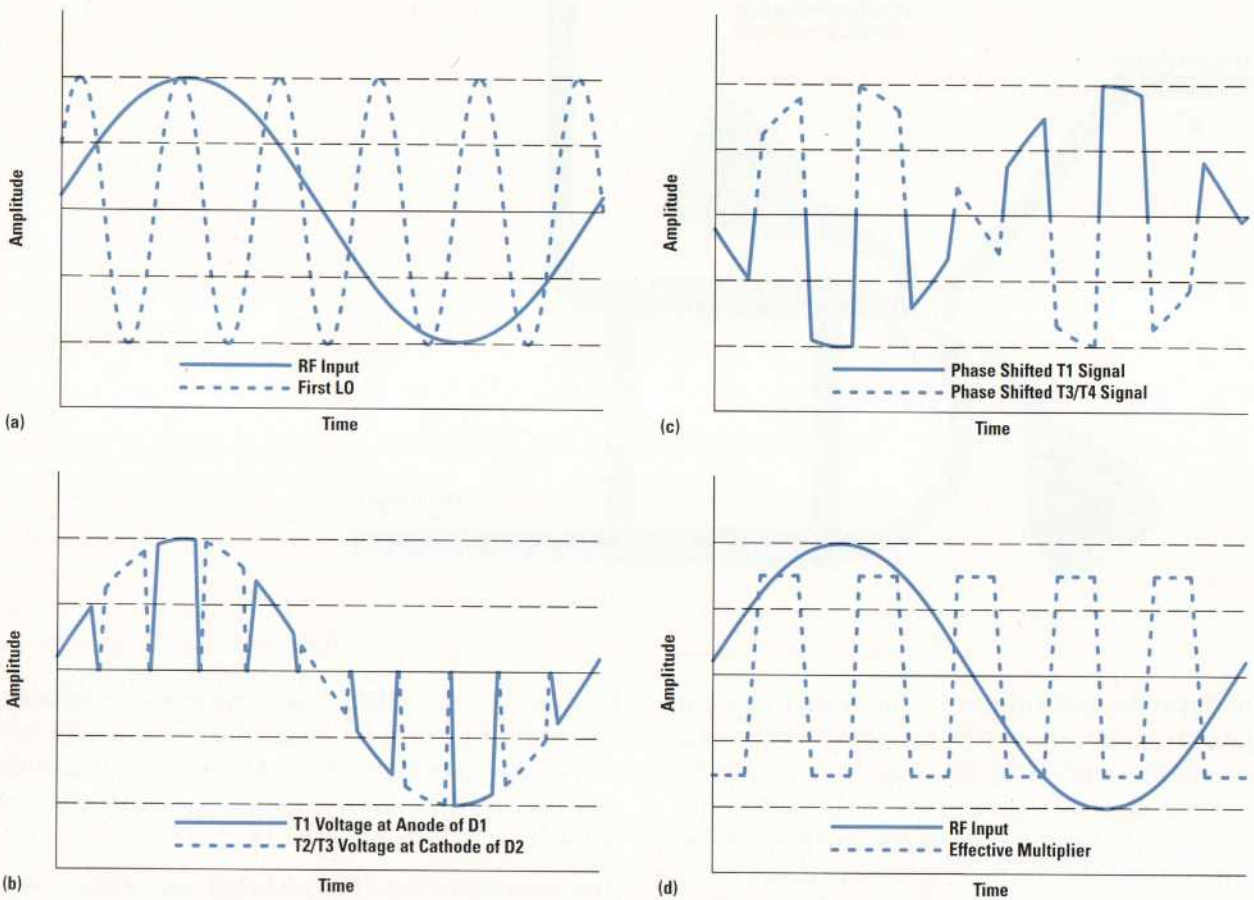 Amplitude
RF Input
First LO
(a)
Time
Amplitude
T1 Voltage at Anode of D1
T2/T3 Voltage at Cathode of D2
(b)
Time
Amplitude
Phase Shifted T1 Signal
Phase Shifted T3/T4 Signal
(c)
Time
Amplitude
RF Input
Effective Multiplier
(d)
Time